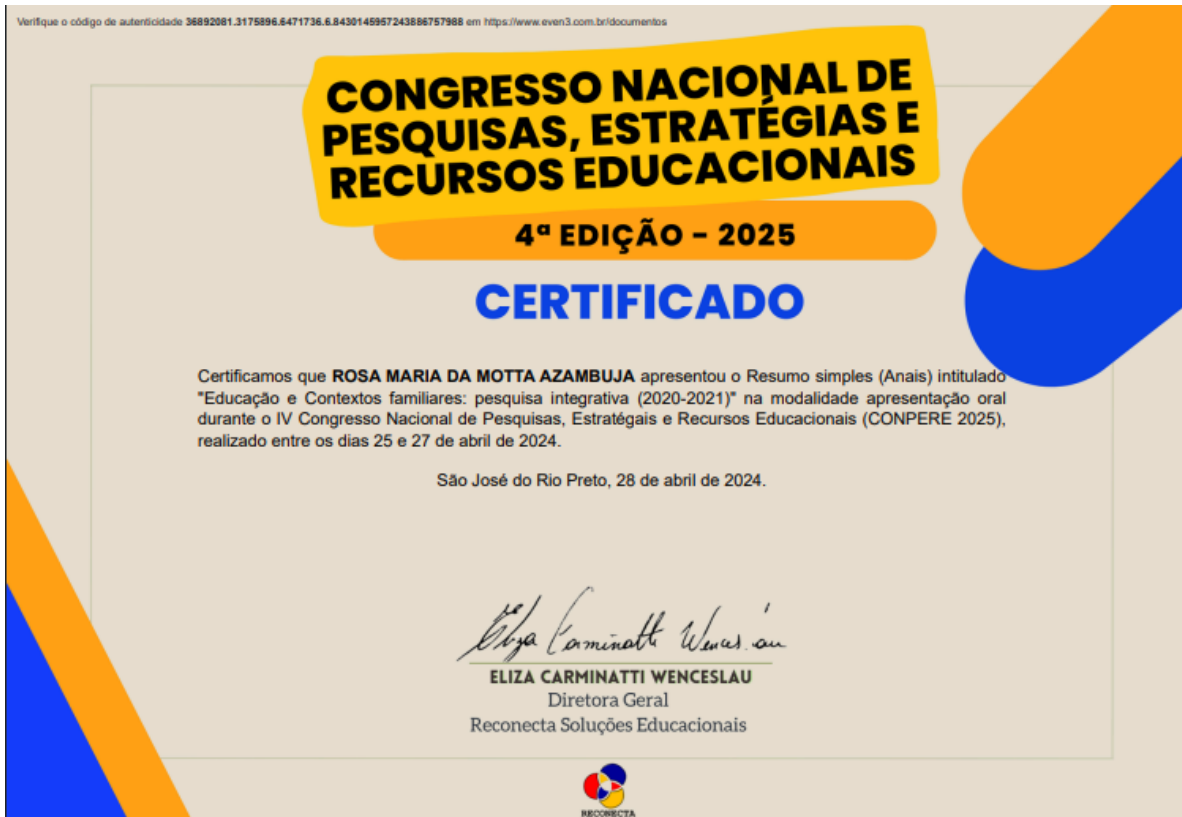 Verifique o código de autenticidade 36892081.3175896.6471736.6.8430145957243886757988 em https://www.even3.com.br/documentos
CONGRESSO NACIONAL DE
PESQUISAS, ESTRATÉGIAS E
RECURSOS EDUCACIONAIS
4ª EDIÇÃO - 2025
CERTIFICADO
Certificamos que ROSA MARIA DA MOTTA AZAMBUJA apresentou o Resumo simples (Anais) intitulado
"Educação e Contextos familiares: pesquisa integrativa (2020-2021)" na modalidade apresentação oral
durante o IV Congresso Nacional de Pesquisas, Estratégais e Recursos Educacionais (CONPERE 2025),
realizado entre os dias 25 e 27 de abril de 2024.
São José do Rio Preto, 28 de abril de 2024.
Eliza Carminatti Wenceslau
ELIZA CARMINATTI WENCESLAU
Diretora Geral
Reconecta Soluções Educacionais
RECONECTA